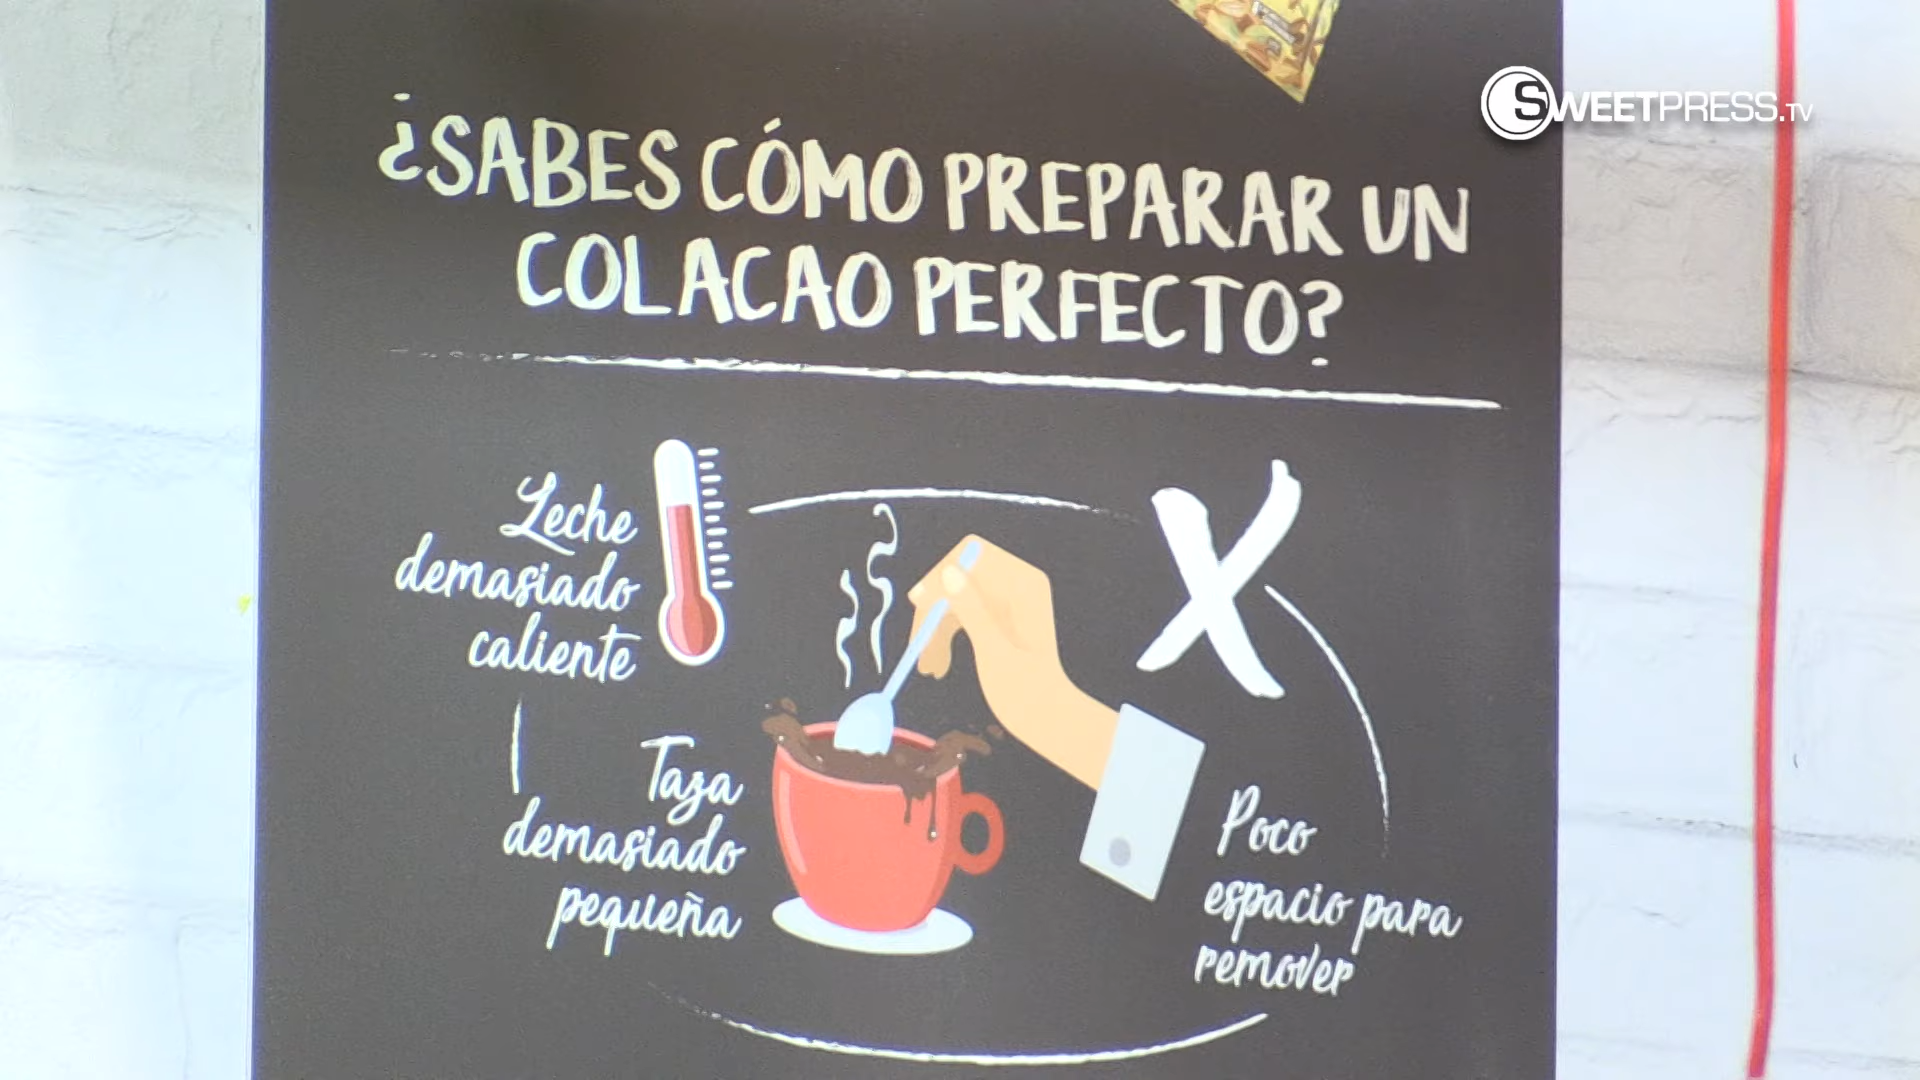 SWEETPRESS.TV
¿SABES CÓMO PREPARAR UN
COLACAO PERFECTO?
Leche
demasiado
caliente
X
Taza
demasiado
pequeña
Poco
espacio para
remover